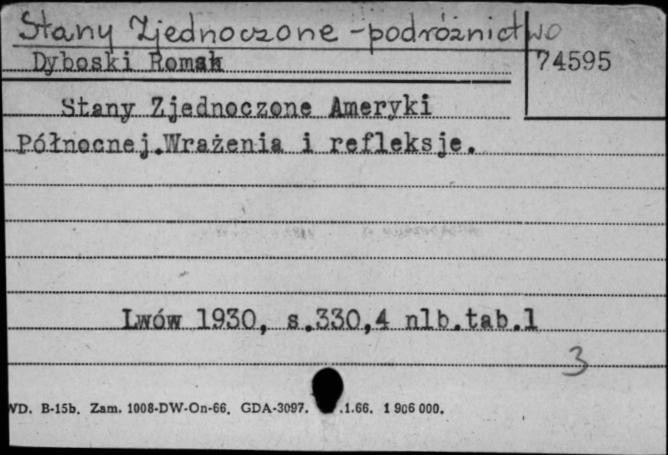 Stany Zjednoczone - podróżnictwo
Dyboski Roman
74595
Stany Zjednoczone Ameryki
Północnej.Wrażenia i refleksje.
Lwów 1930, s.330,4 nlb.tab.1
3
WD. B-15b. Zam. 1008-DW-On-66. GDA-3097. .1.66. 1 906 000.